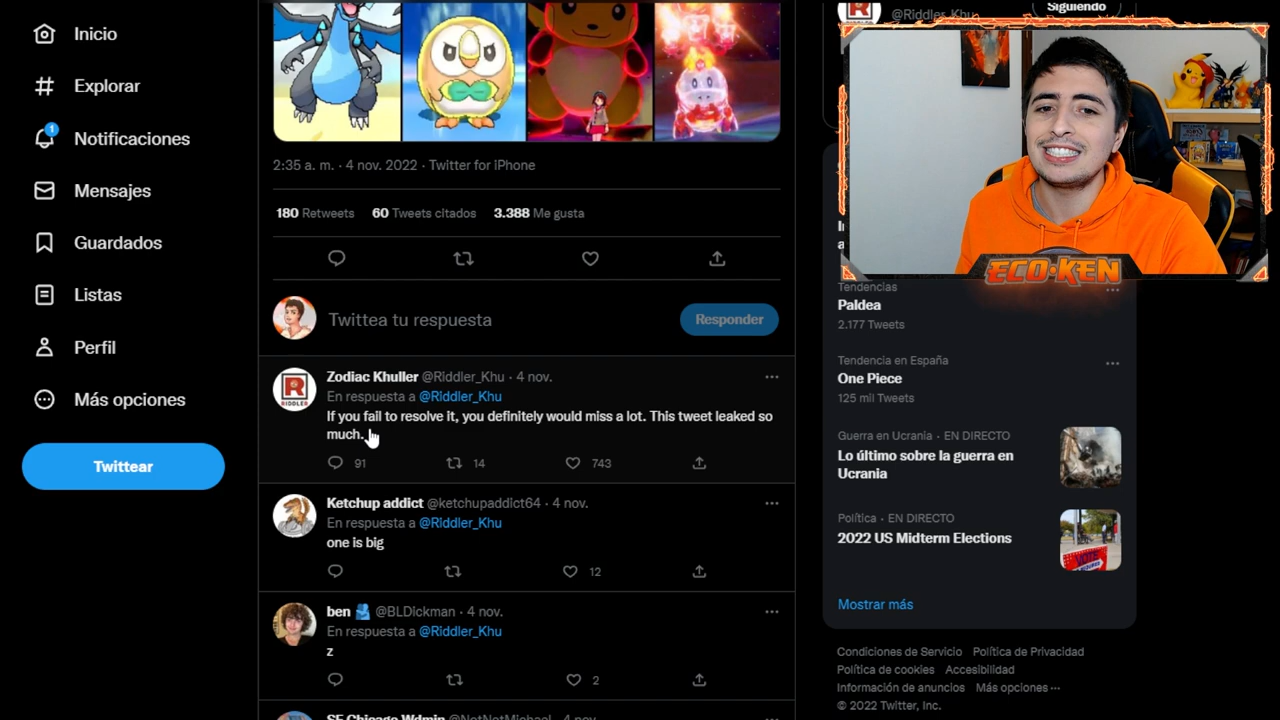 Inicio
Explorar
1
Notificaciones
Mensajes
Guardados
Listas
Perfil
Más opciones
Twittear
2:35 a. m. · 4 nov. 2022 · Twitter for iPhone
180 Retweets 60 Tweets citados 3.388 Me gusta
Twittea tu respuesta
Responder
RIDDLER
Zodiac Khuller @Riddler_Khu · 4 nov.
En respuesta a @Riddler_Khu
If you fail to resolve it, you definitely would miss a lot. This tweet leaked so
much.
91 14 743
Ketchup addict @ketchupaddict64 · 4 nov.
En respuesta a @Riddler_Khu
one is big
12
ben @BLDickman · 4 nov.
En respuesta a @Riddler_Khu
z
2
SF Chicago Wdmin @NotNotMichael · 4 nov.
@Riddler_Khu
Siguiendo
ECO-KEN
Tendencias
Paldea
2.177 Tweets
Tendencia en España
One Piece
125 mil Tweets
Guerra en Ucrania · EN DIRECTO
Lo último sobre la guerra en
Ucrania
Política · EN DIRECTO
2022 US Midterm Elections
VOTE
Mostrar más
Condiciones de Servicio Política de Privacidad
Política de cookies Accesibilidad
Información de anuncios Más opciones ···
© 2022 Twitter, Inc.